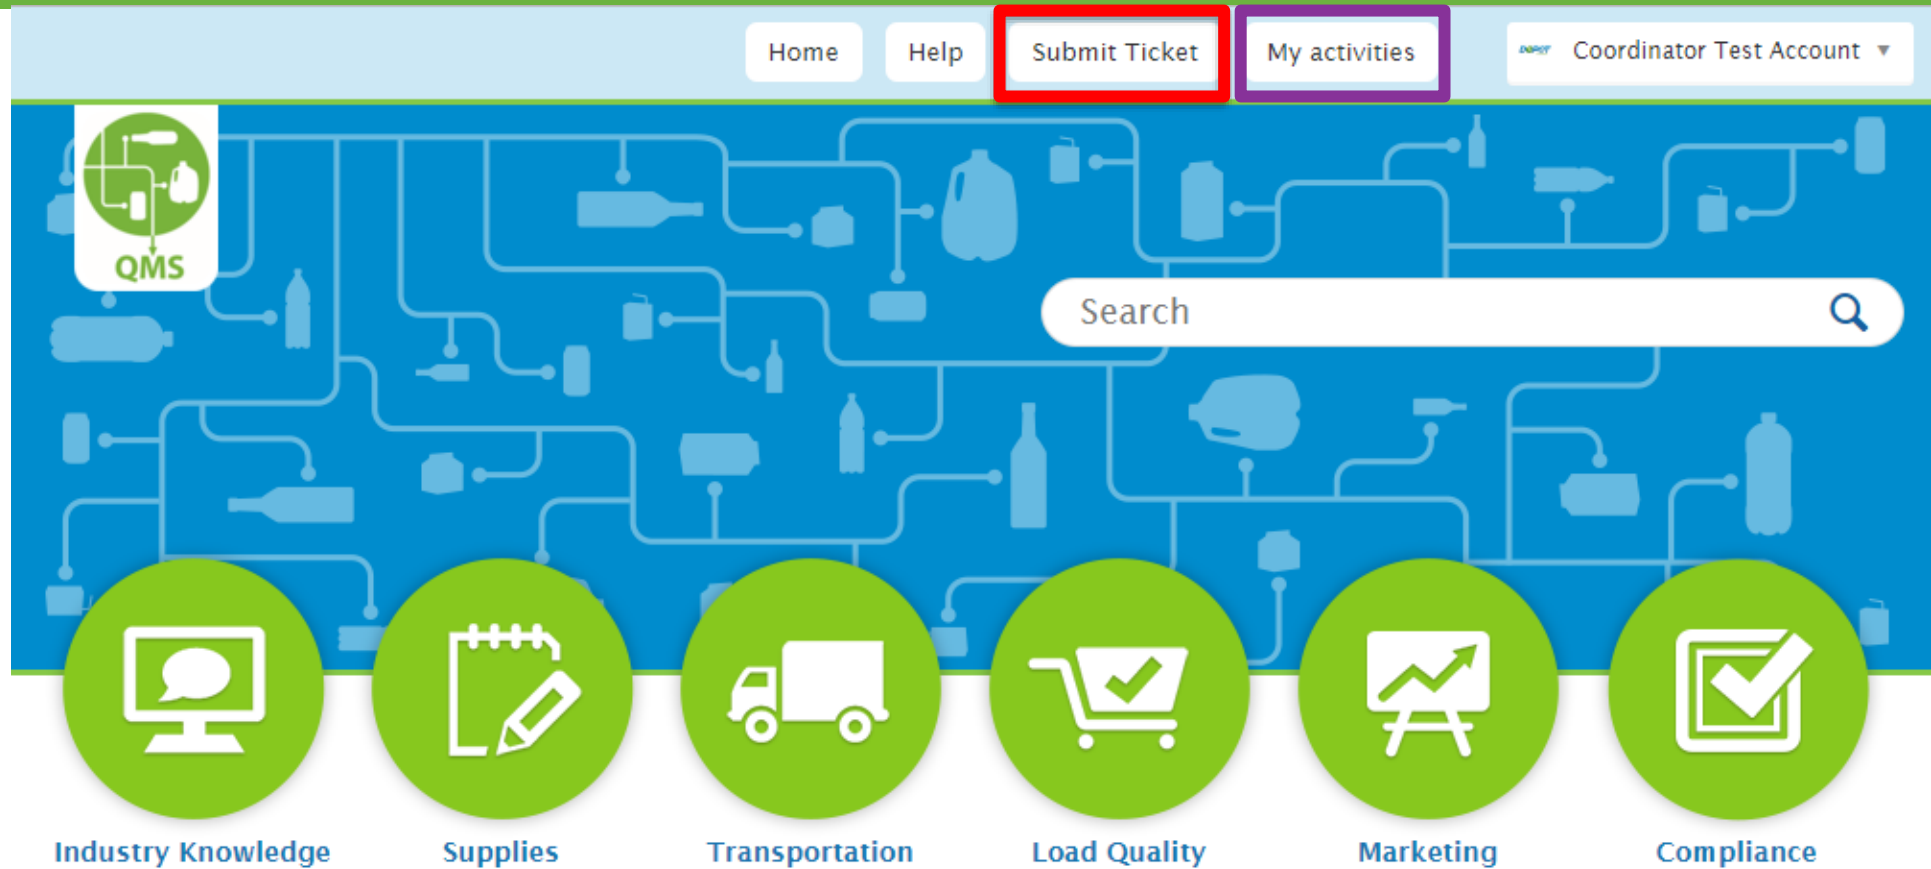 Home Help Submit Ticket My activities DEPOT Coordinator Test Account
QMS
Search
Industry Knowledge Supplies Transportation Load Quality Marketing Compliance